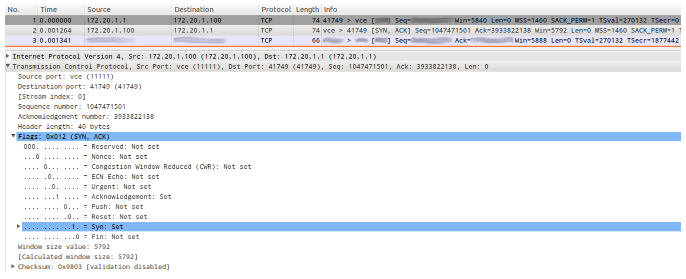 No. Time Source Destination Protocol Length Info
1 0.000000 172.20.1.1 172.20.1.100 TCP 74 41749 > vce [ ] Seq= Win=5840 Len=0 MSS=1460 SACK_PERM=1 TSval=270132 TSecr=0
2 0.001264 172.20.1.100 172.20.1.1 TCP 74 vce > 41749 [SYN, ACK] Seq=1047471501 Ack=3933822138 Win=5792 Len=0 MSS=1460 SACK_PERM=1 T
3 0.001341 TCP 66 > [ ] Seq= Ack= Win=5888 Len=0 TSval=270132 TSecr=1877442
Internet Protocol Version 4, Src: 172.20.1.100 (172.20.1.100), Dst: 172.20.1.1 (172.20.1.1)
Transmission Control Protocol, Src Port: vce (11111), Dst Port: 41749 (41749), Seq: 1047471501, Ack: 3933822138, Len: 0
Source port: vce (11111)
Destination port: 41749 (41749)
[Stream index: 0]
Sequence number: 1047471501
Acknowledgement number: 3933822138
Header length: 40 bytes
Flags: 0x012 (SYN, ACK)
000. .... .... = Reserved: Not set
...0 .... .... = Nonce: Not set
.... 0... .... = Congestion Window Reduced (CWR): Not set
.... .0.. .... = ECN-Echo: Not set
.... ..0. .... = Urgent: Not set
.... ...1 .... = Acknowledgement: Set
.... .... 0... = Push: Not set
.... .... .0.. = Reset: Not set
.... .... ..1. = Syn: Set
.... .... ...0 = Fin: Not set
Window size value: 5792
[Calculated window size: 5792]
Checksum: 0x9803 [validation disabled]